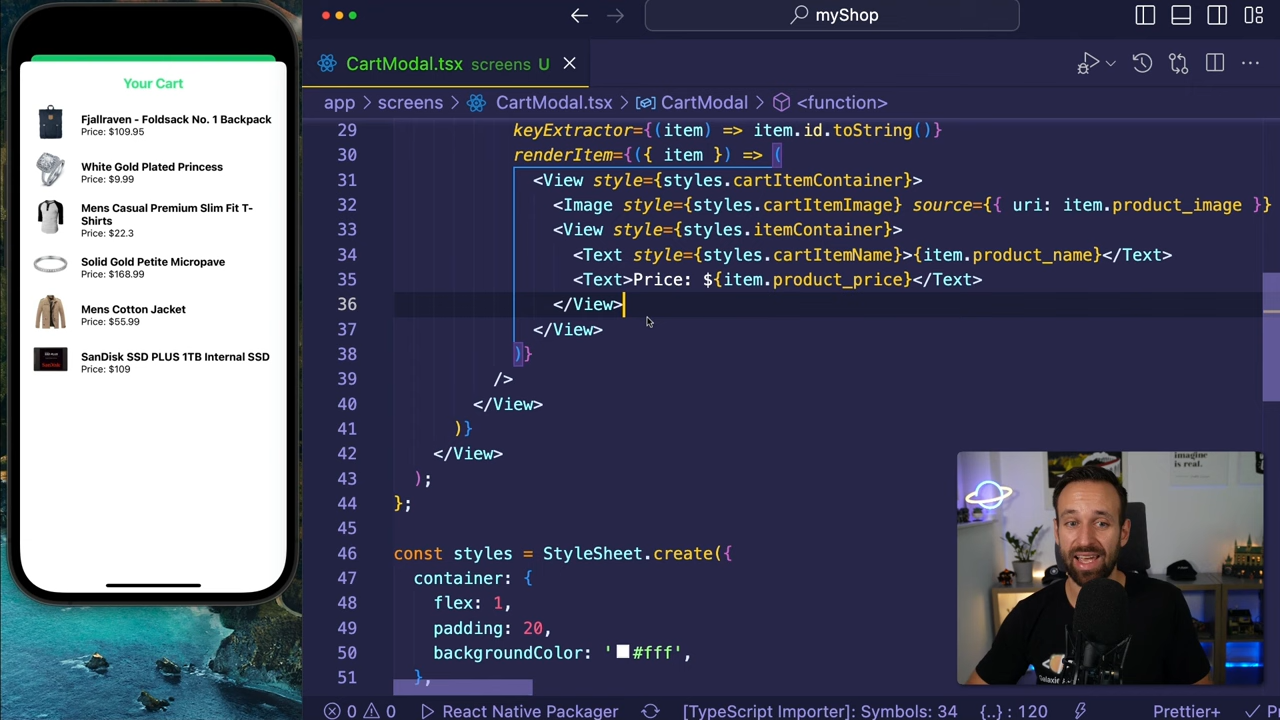 Your Cart
Fjallraven - Foldsack No. 1 Backpack
Price: $109.95
White Gold Plated Princess
Price: $9.99
Mens Casual Premium Slim Fit T-
Shirts
Price: $22.3
Solid Gold Petite Micropave
Price: $168.99
Mens Cotton Jacket
Price: $55.99
SanDisk SSD PLUS 1TB Internal SSD
Price: $109
myShop
CartModal.tsx screens U
app > screens > CartModal.tsx > CartModal > <function>
29 keyExtractor={(item) => item.id.toString()}
30 renderItem={({ item }) => (
31 <View style={styles.cartItemContainer}>
32 <Image style={styles.cartItemImage} source={{ uri: item.product_image }}
33 <View style={styles.itemContainer}>
34 <Text style={styles.cartItemName}>{item.product_name}</Text>
35 <Text>Price: ${item.product_price}</Text>
36 </View>
37 </View>
38 )}
39 />
40 </View>
41 )}
42 </View>
43 );
44 };
45
46 const styles = StyleSheet.create({
47 container: {
48 flex: 1,
49 padding: 20,
50 backgroundColor: '#fff',
51 },
imagine
is real.
0 0 React Native Packager [TypeScript Importer]: Symbols: 34 {..} : 120 Prettier+